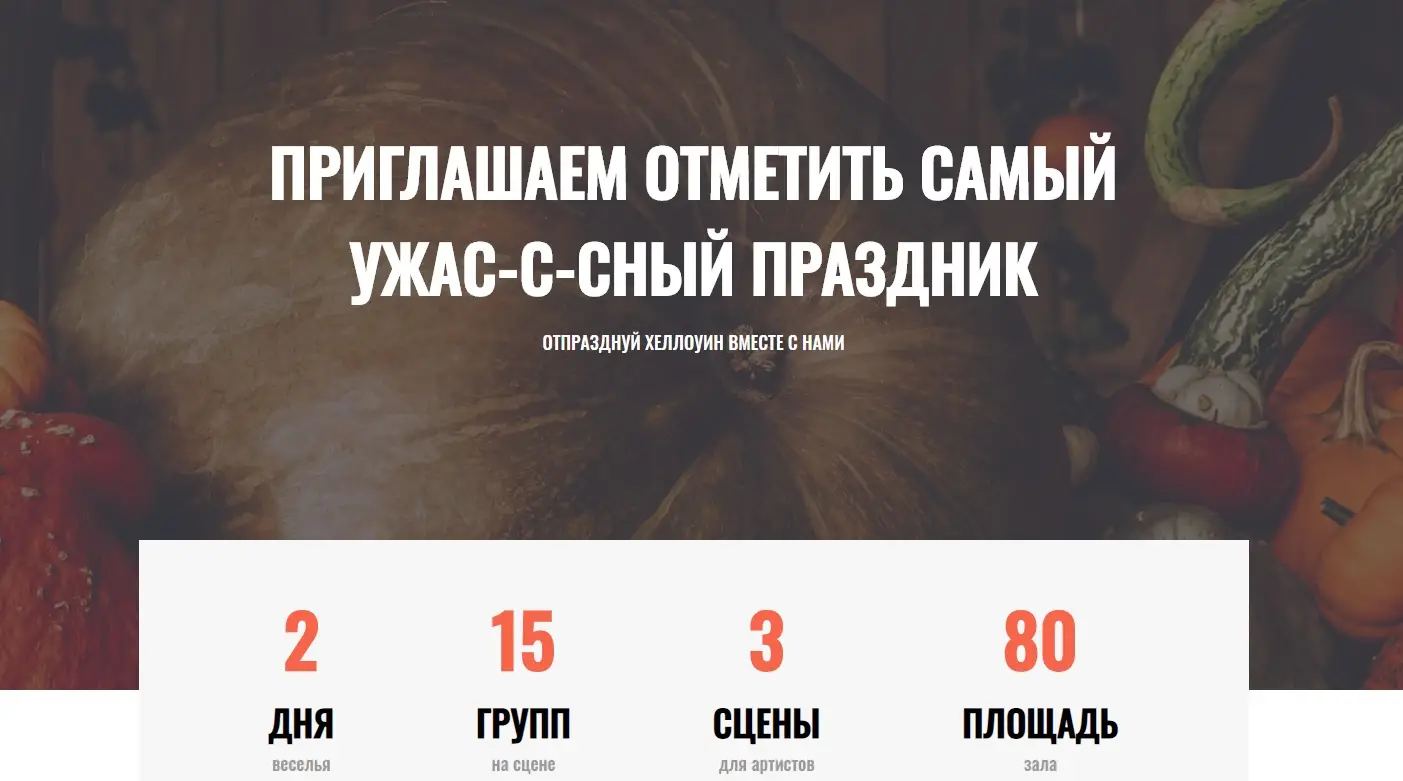 ПРИГЛАШАЕМ ОТМЕТИТЬ САМЫЙ
УЖАС-С-СНЫЙ ПРАЗДНИК
ОТПРАЗДНУЙ ХЕЛЛОУИН ВМЕСТЕ С НАМИ
2
ДНЯ
веселья
15
ГРУПП
на сцене
3
СЦЕНЫ
для артистов
80
ПЛОЩАДЬ
зала